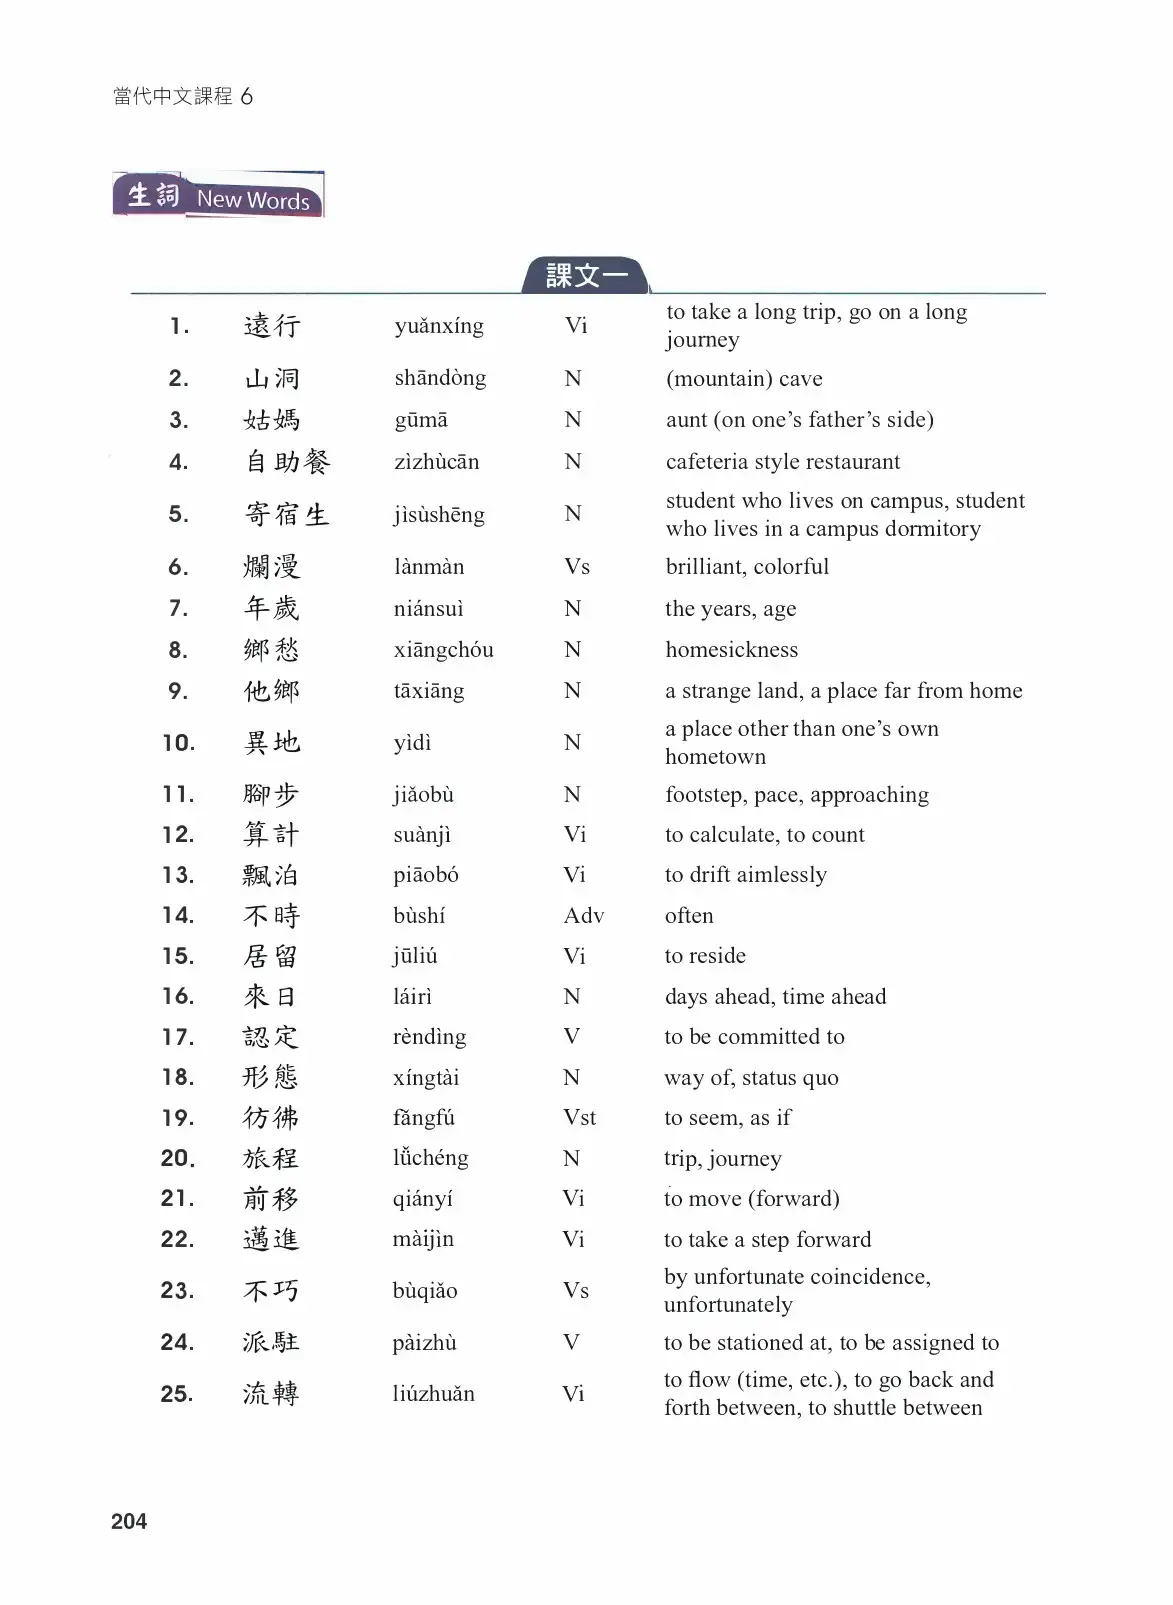 當代中文課程 6
生詞 New Words
課文一
1. 遠行 yuǎnxíng Vi to take a long trip, go on a long
journey
2. 山洞 shāndòng N (mountain) cave
3. 姑媽 gūmā N aunt (on one’s father’s side)
4. 自助餐 zìzhùcān N cafeteria style restaurant
5. 寄宿生 jìsùshēng N student who lives on campus, student
who lives in a campus dormitory
6. 爛漫 lànmàn Vs brilliant, colorful
7. 年歲 niánsuì N the years, age
8. 鄉愁 xiāngchóu N homesickness
9. 他鄉 tāxiāng N a strange land, a place far from home
10. 異地 yìdì N a place other than one’s own
hometown
11. 腳步 jiǎobù N footstep, pace, approaching
12. 算計 suànjì Vi to calculate, to count
13. 飄泊 piāobó Vi to drift aimlessly
14. 不時 bùshí Adv often
15. 居留 jūliú Vi to reside
16. 來日 láirì N days ahead, time ahead
17. 認定 rèndìng V to be committed to
18. 形態 xíngtài N way of, status quo
19. 彷彿 fǎngfú Vst to seem, as if
20. 旅程 lǚchéng N trip, journey
21. 前移 qiányí Vi to move (forward)
22. 邁進 màijìn Vi to take a step forward
23. 不巧 bùqiǎo Vs by unfortunate coincidence,
unfortunately
24. 派駐 pàizhù V to be stationed at, to be assigned to
25. 流轉 liúzhuǎn Vi to flow (time, etc.), to go back and
forth between, to shuttle between
204